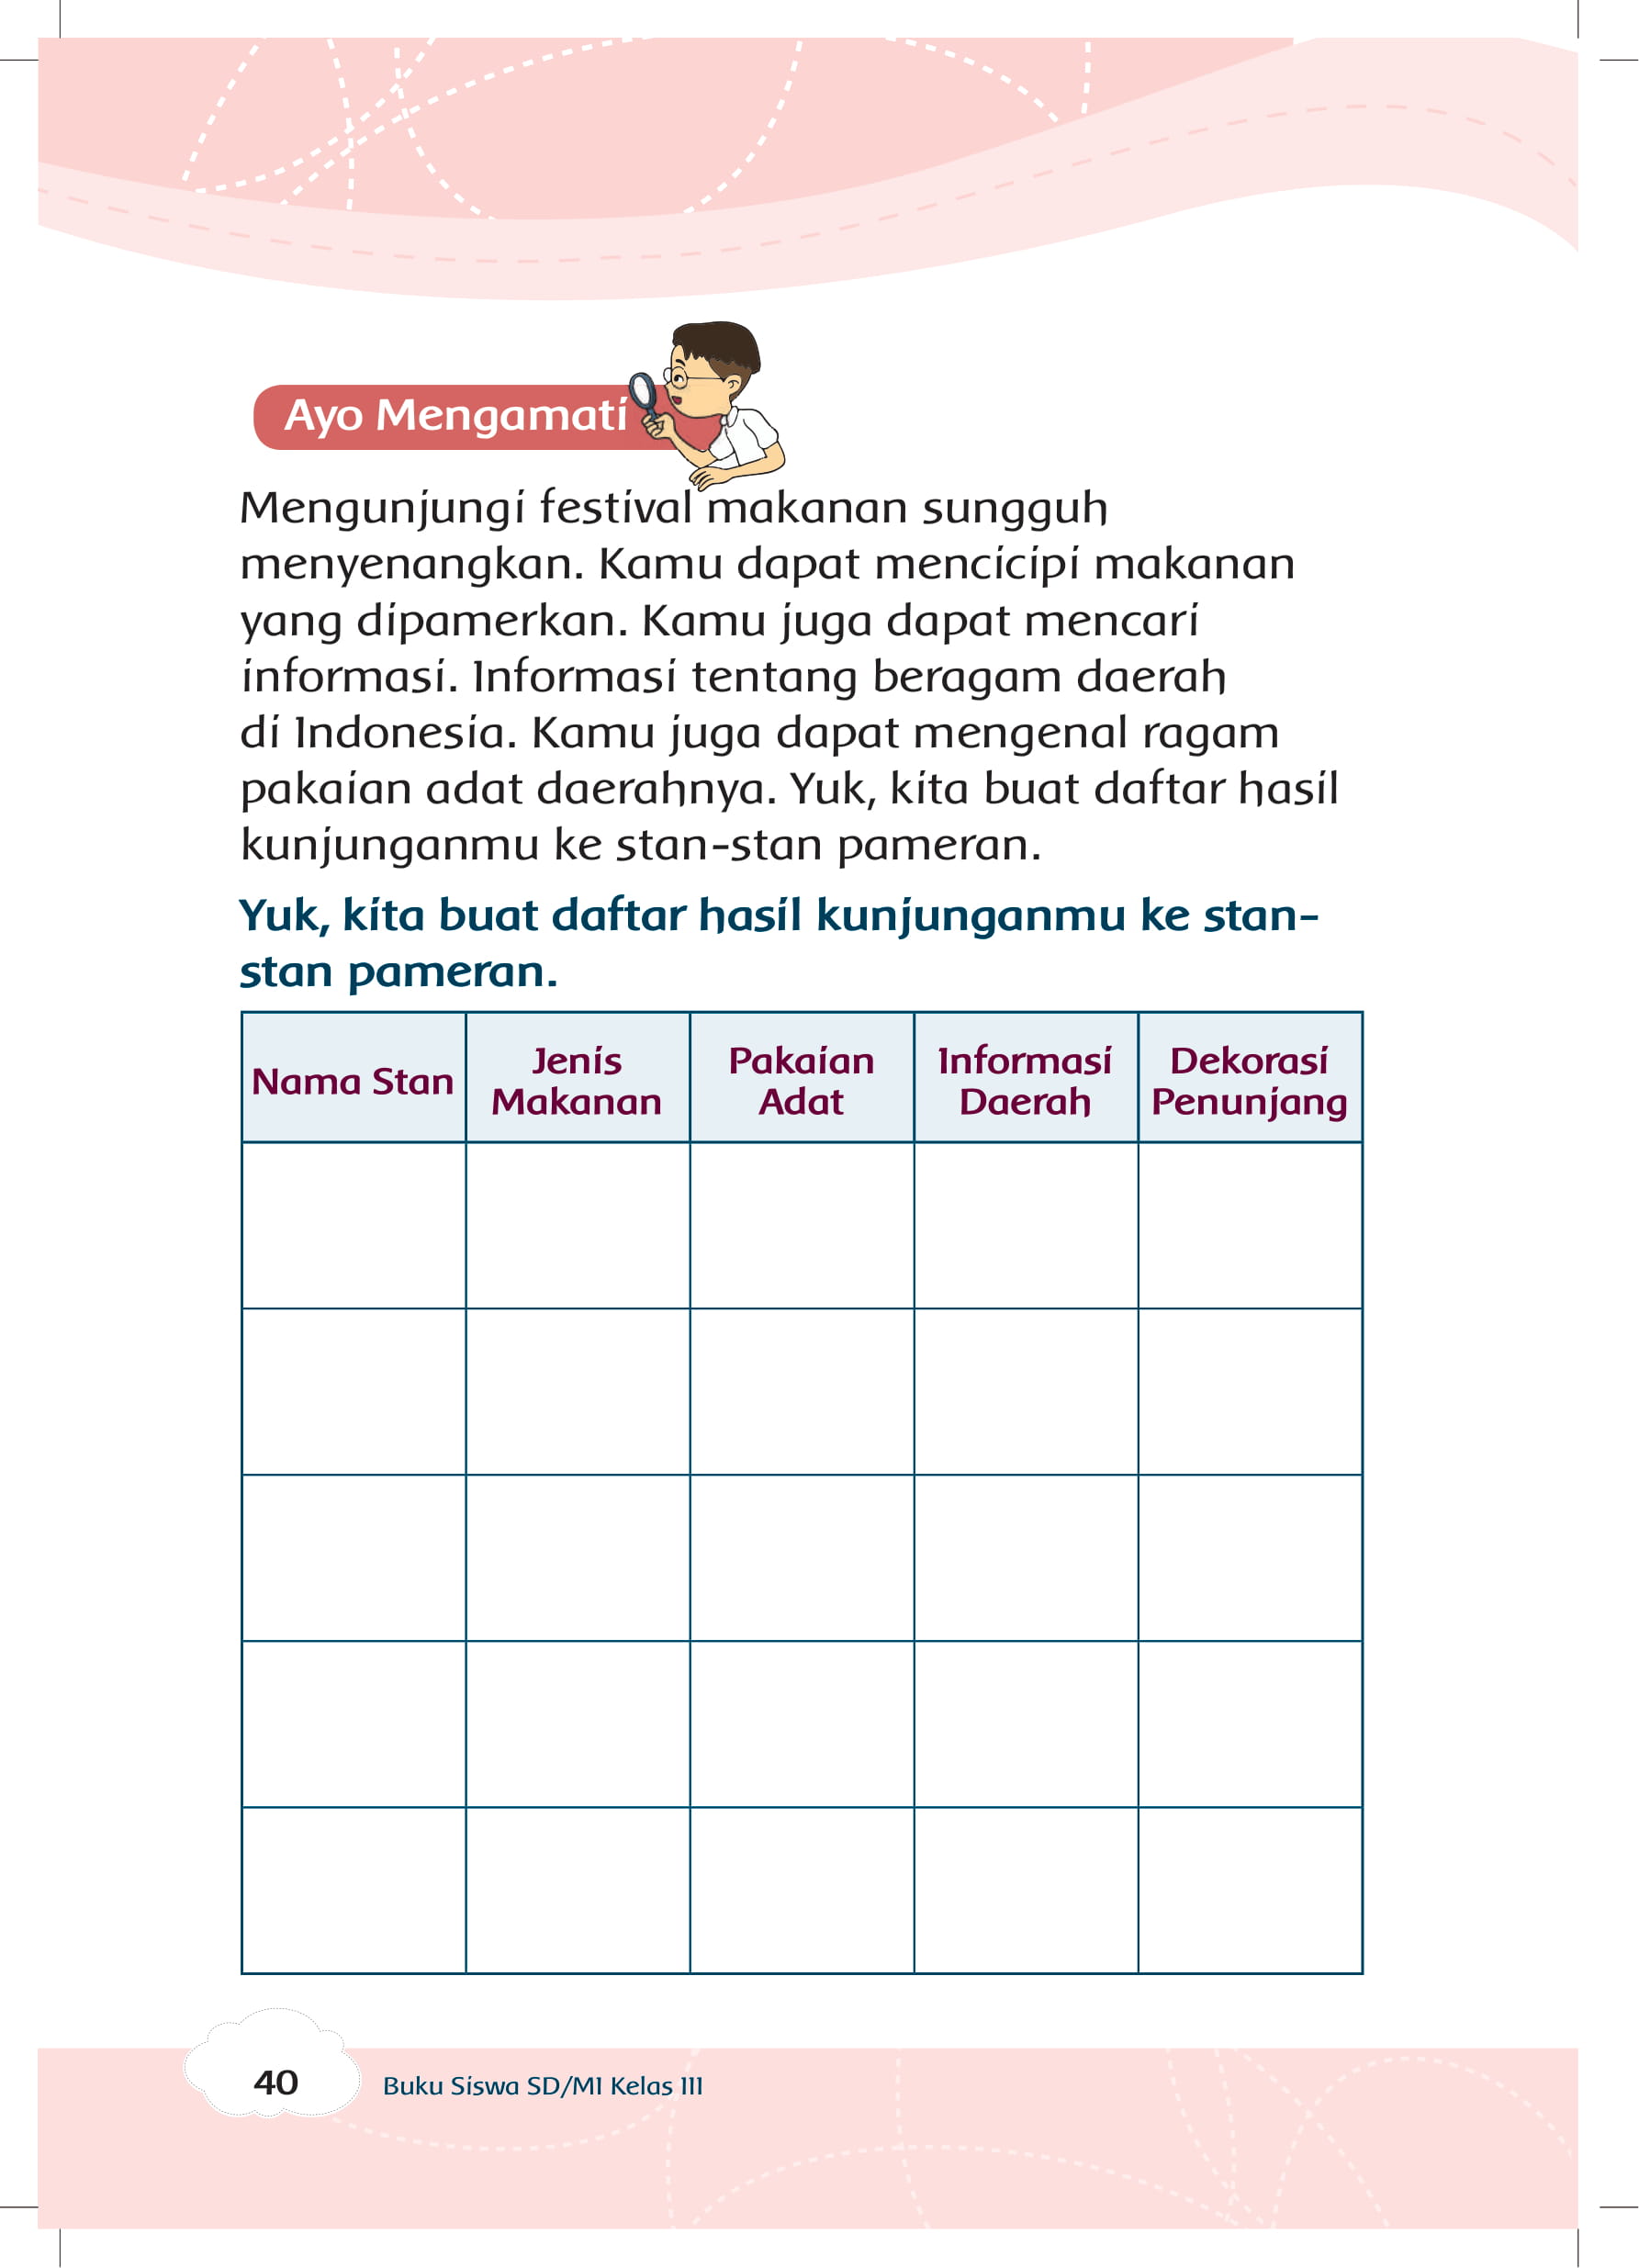 Ayo Mengamati
Mengunjungi festival makanan sungguh
menyenangkan. Kamu dapat mencicipi makanan
yang dipamerkan. Kamu juga dapat mencari
informasi. Informasi tentang beragam daerah
di Indonesia. Kamu juga dapat mengenal ragam
pakaian adat daerahnya. Yuk, kita buat daftar hasil
kunjunganmu ke stan-stan pameran.
Yuk, kita buat daftar hasil kunjunganmu ke stan-
stan pameran.
Nama Stan
Jenis
Makanan
Pakaian
Adat
Informasi
Daerah
Dekorasi
Penunjang
40
Buku Siswa SD/MI Kelas III